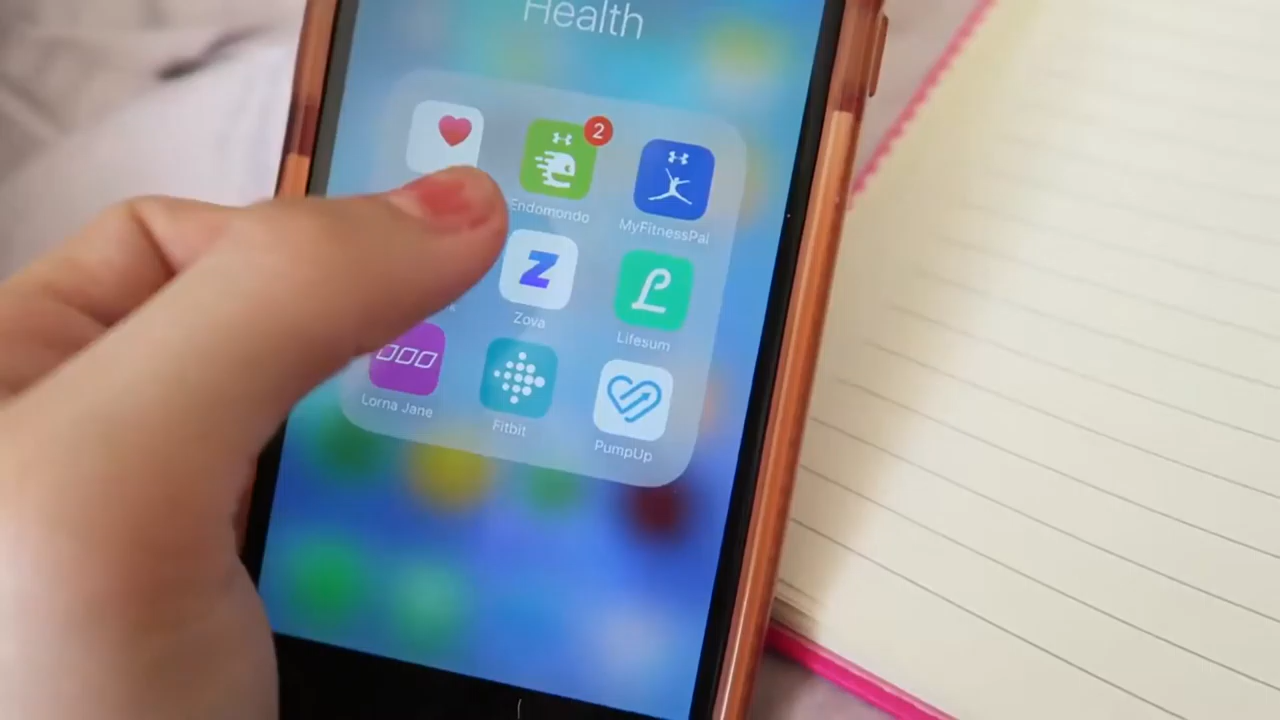 Health
2
Endomondo
MyFitnessPal
Z
Zova
L
Lifesum
Lorna Jane
Fitbit
PumpUp